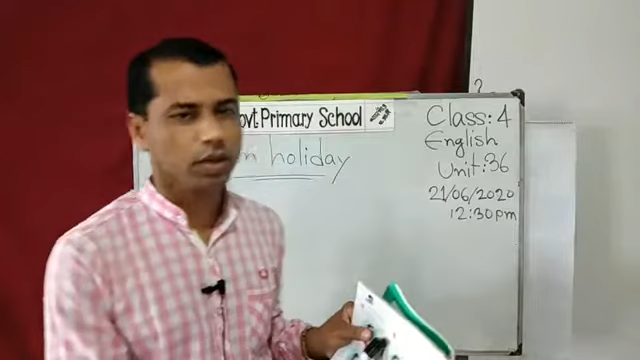 ovt.Primary School
holiday
Class: 4
English
Unit: 36
21/06/2020
12:30pm